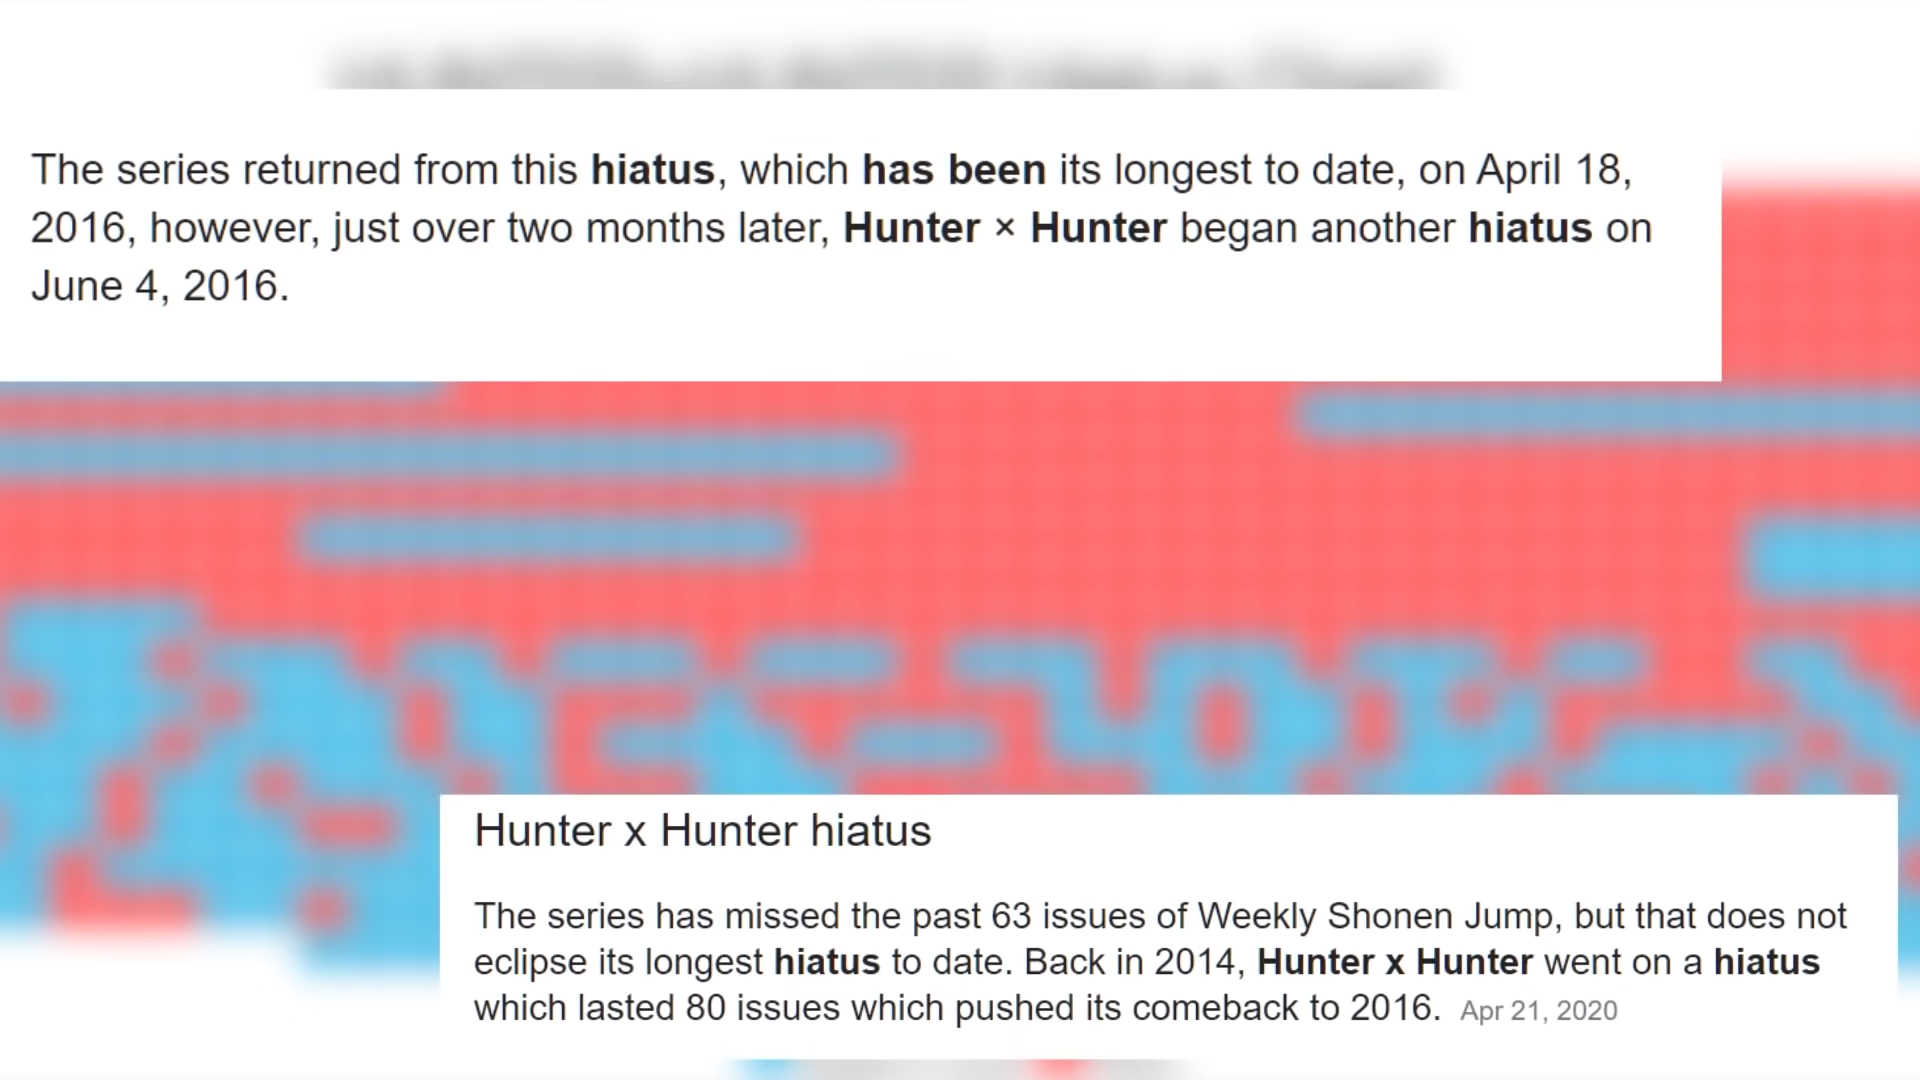 The series returned from this hiatus, which has been its longest to date, on April 18,
2016, however, just over two months later, Hunter × Hunter began another hiatus on
June 4, 2016.
Hunter x Hunter hiatus
The series has missed the past 63 issues of Weekly Shonen Jump, but that does not
eclipse its longest hiatus to date. Back in 2014, Hunter x Hunter went on a hiatus
which lasted 80 issues which pushed its comeback to 2016. Apr 21, 2020